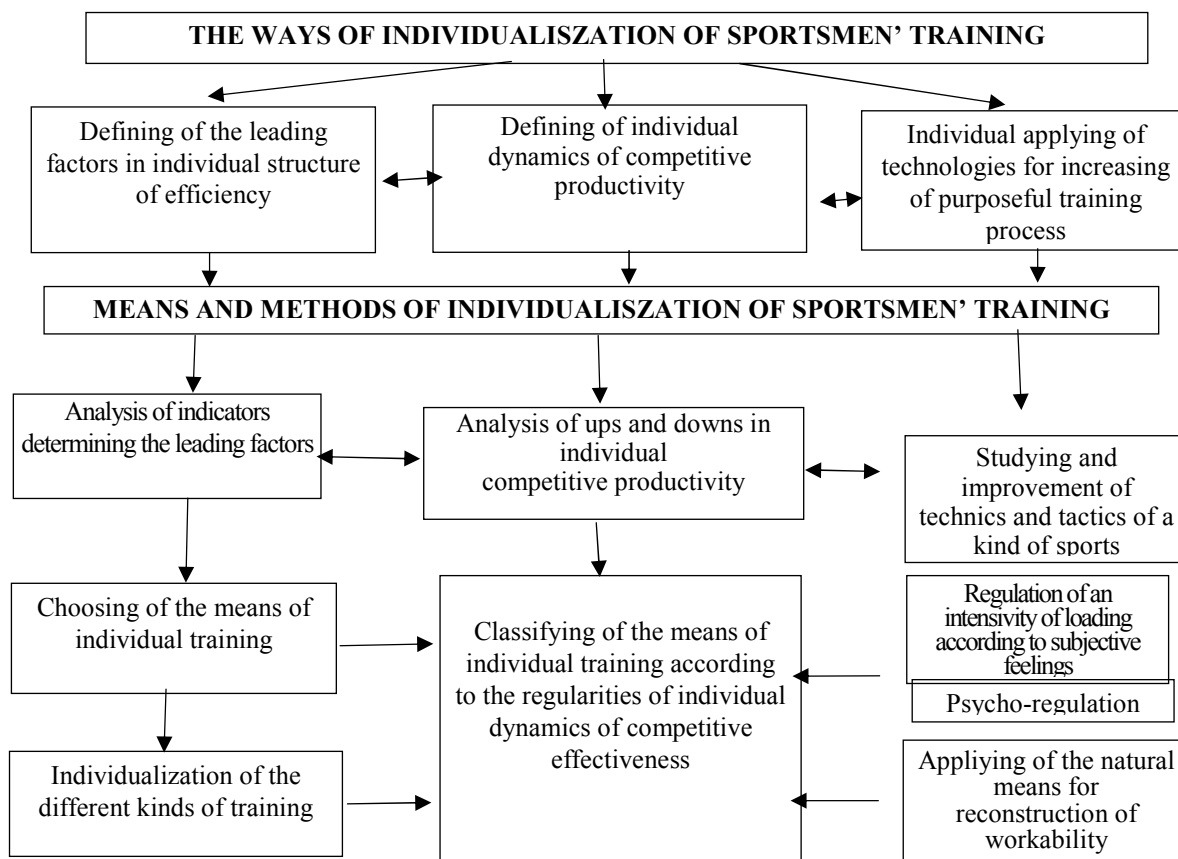 THE WAYS OF INDIVIDUALISZATION OF SPORTSMEN’ TRAINING
Defining of the leading
factors in individual structure
of efficiency
Defining of individual
dynamics of competitive
productivity
Individual applying of
technologies for increasing
of purposeful training
process
MEANS AND METHODS OF INDIVIDUALISZATION OF SPORTSMEN’ TRAINING
Analysis of indicators
determining the leading factors
Analysis of ups and downs in
individual
competitive productivity
Studying and
improvement of
technics and tactics of a
kind of sports
Choosing of the means of
individual training
Classifying of the means of
individual training according
to the regularities of individual
dynamics of competitive
effectiveness
Regulation of an
intensivity of loading
according to subjective
feelings
Psycho-regulation
Individualization of the
different kinds of training
Appliying of the natural
means for
reconstruction of
workability